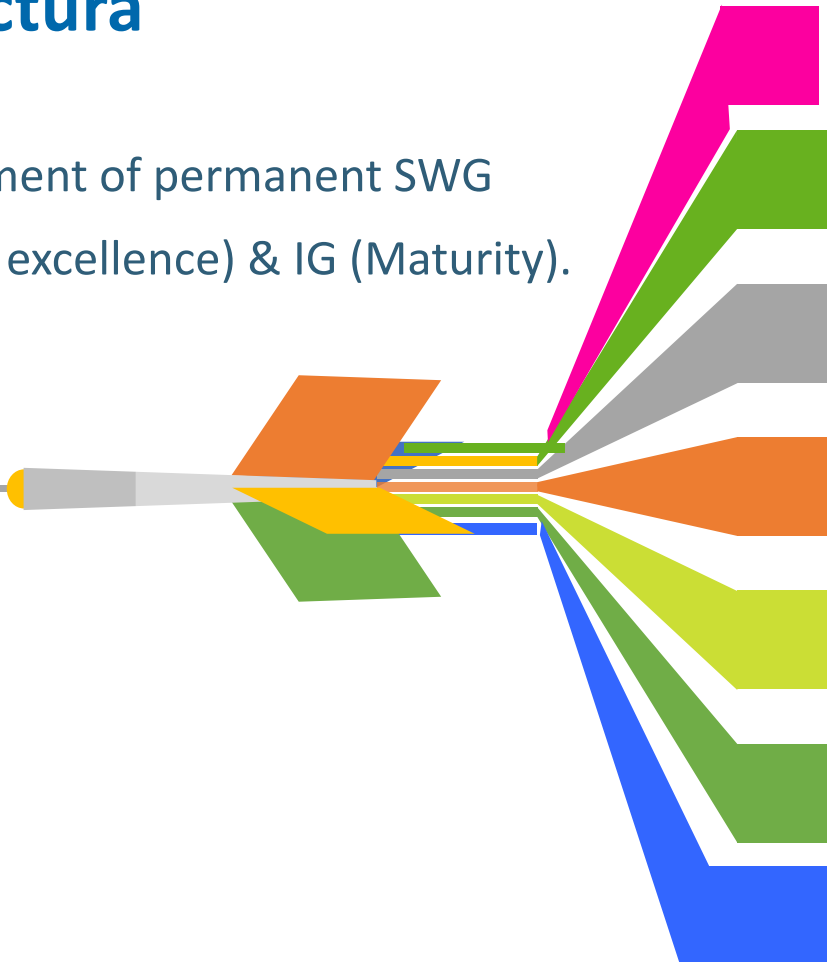 ctura
ment of permanent SWG
excellence) & IG (Maturity).